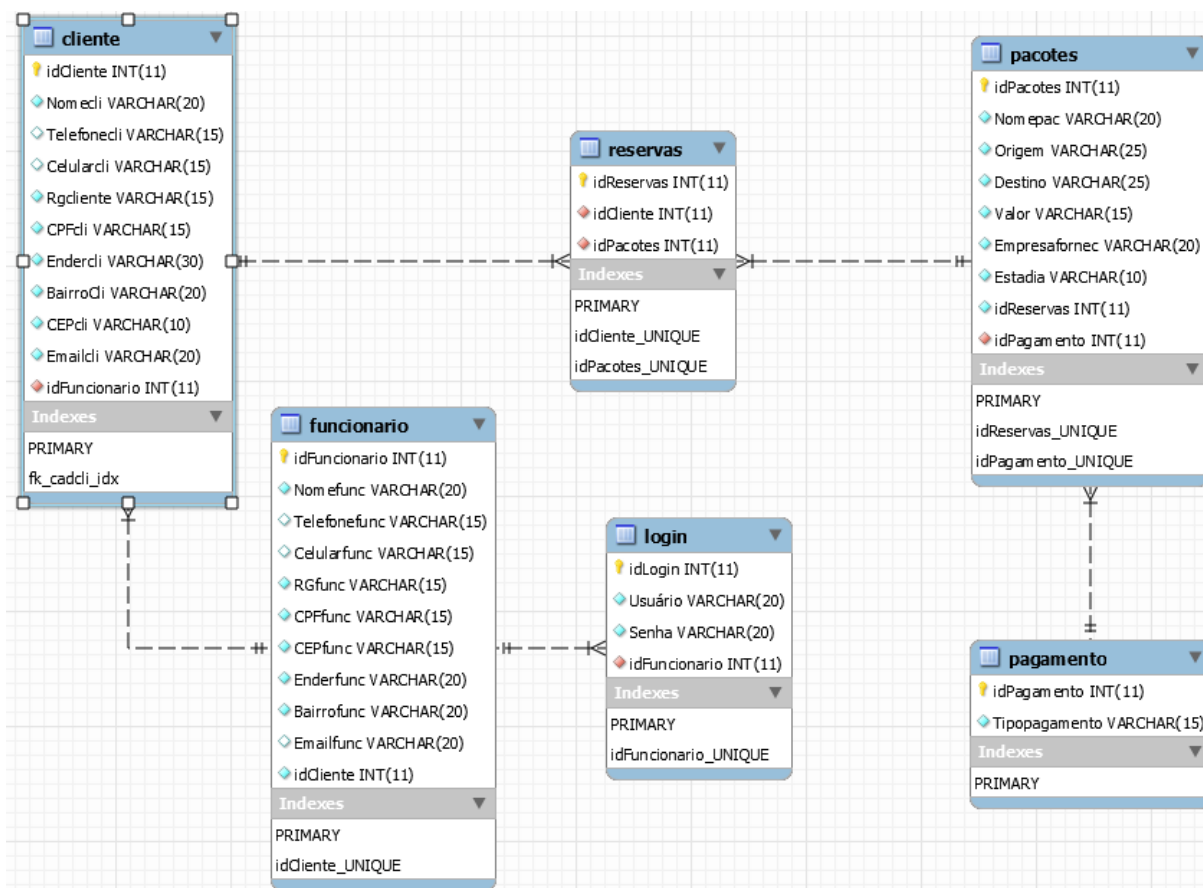 cliente
idCliente INT(11)
Nomecli VARCHAR(20)
Telefonecli VARCHAR(15)
Celularcli VARCHAR(15)
Rgcliente VARCHAR(15)
CPFcli VARCHAR(15)
Endercli VARCHAR(30)
BairroCli VARCHAR(20)
CEPcli VARCHAR(10)
Emailcli VARCHAR(20)
idFuncionario INT(11)
Indexes
PRIMARY
fk_cadcli_idx
funcionario
idFuncionario INT(11)
Nomefunc VARCHAR(20)
Telefonefunc VARCHAR(15)
Celularfunc VARCHAR(15)
RGfunc VARCHAR(15)
CPFfunc VARCHAR(15)
CEPfunc VARCHAR(15)
Enderfunc VARCHAR(20)
Bairrofunc VARCHAR(20)
Emailfunc VARCHAR(20)
idCliente INT(11)
Indexes
PRIMARY
idCliente_UNIQUE
reservas
idReservas INT(11)
idCliente INT(11)
idPacotes INT(11)
Indexes
PRIMARY
idCliente_UNIQUE
idPacotes_UNIQUE
login
idLogin INT(11)
Usuário VARCHAR(20)
Senha VARCHAR(20)
idFuncionario INT(11)
Indexes
PRIMARY
idFuncionario_UNIQUE
pacotes
idPacotes INT(11)
Nomepac VARCHAR(20)
Origem VARCHAR(25)
Destino VARCHAR(25)
Valor VARCHAR(15)
Empresafornec VARCHAR(20)
Estadia VARCHAR(10)
idReservas INT(11)
idPagamento INT(11)
Indexes
PRIMARY
idReservas_UNIQUE
idPagamento_UNIQUE
pagamento
idPagamento INT(11)
Tipopagamento VARCHAR(15)
Indexes
PRIMARY